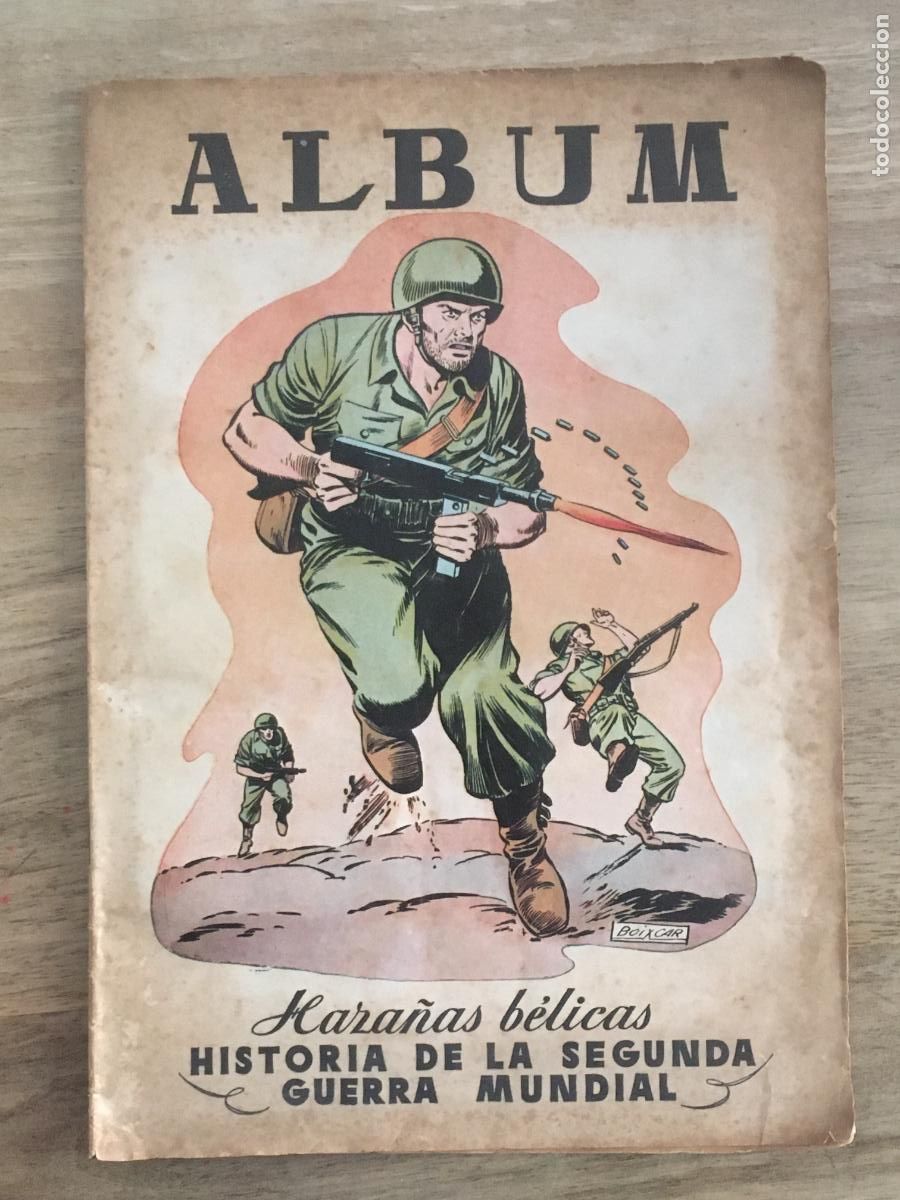 ALBUM
BOIXCAR
Hazañas bélicas
HISTORIA DE LA SEGUNDA
GUERRA MUNDIAL
todocoleccion